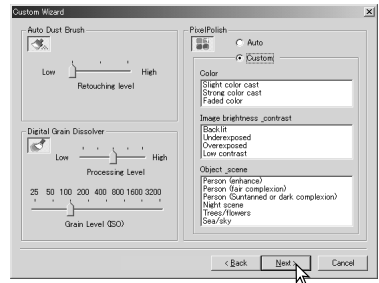 Custom Wizard
Auto Dust Brush
Low
High
Retouching level
Digital Grain Dissolver
Low
High
Processing Level
25 50 100 200 400 800 1600 3200
Grain Level (ISO)
PixelPolish
Auto
Custom
Color
Slight color cast
Strong color cast
Faded color
Image brightness _contrast
Backlit
Underexposed
Overexposed
Low contrast
Object _scene
Person (enhance)
Person (fair complexion)
Person (Suntanned or dark complexion)
Night scene
Trees/flowers
Sea/sky
< Back
Next >
Cancel